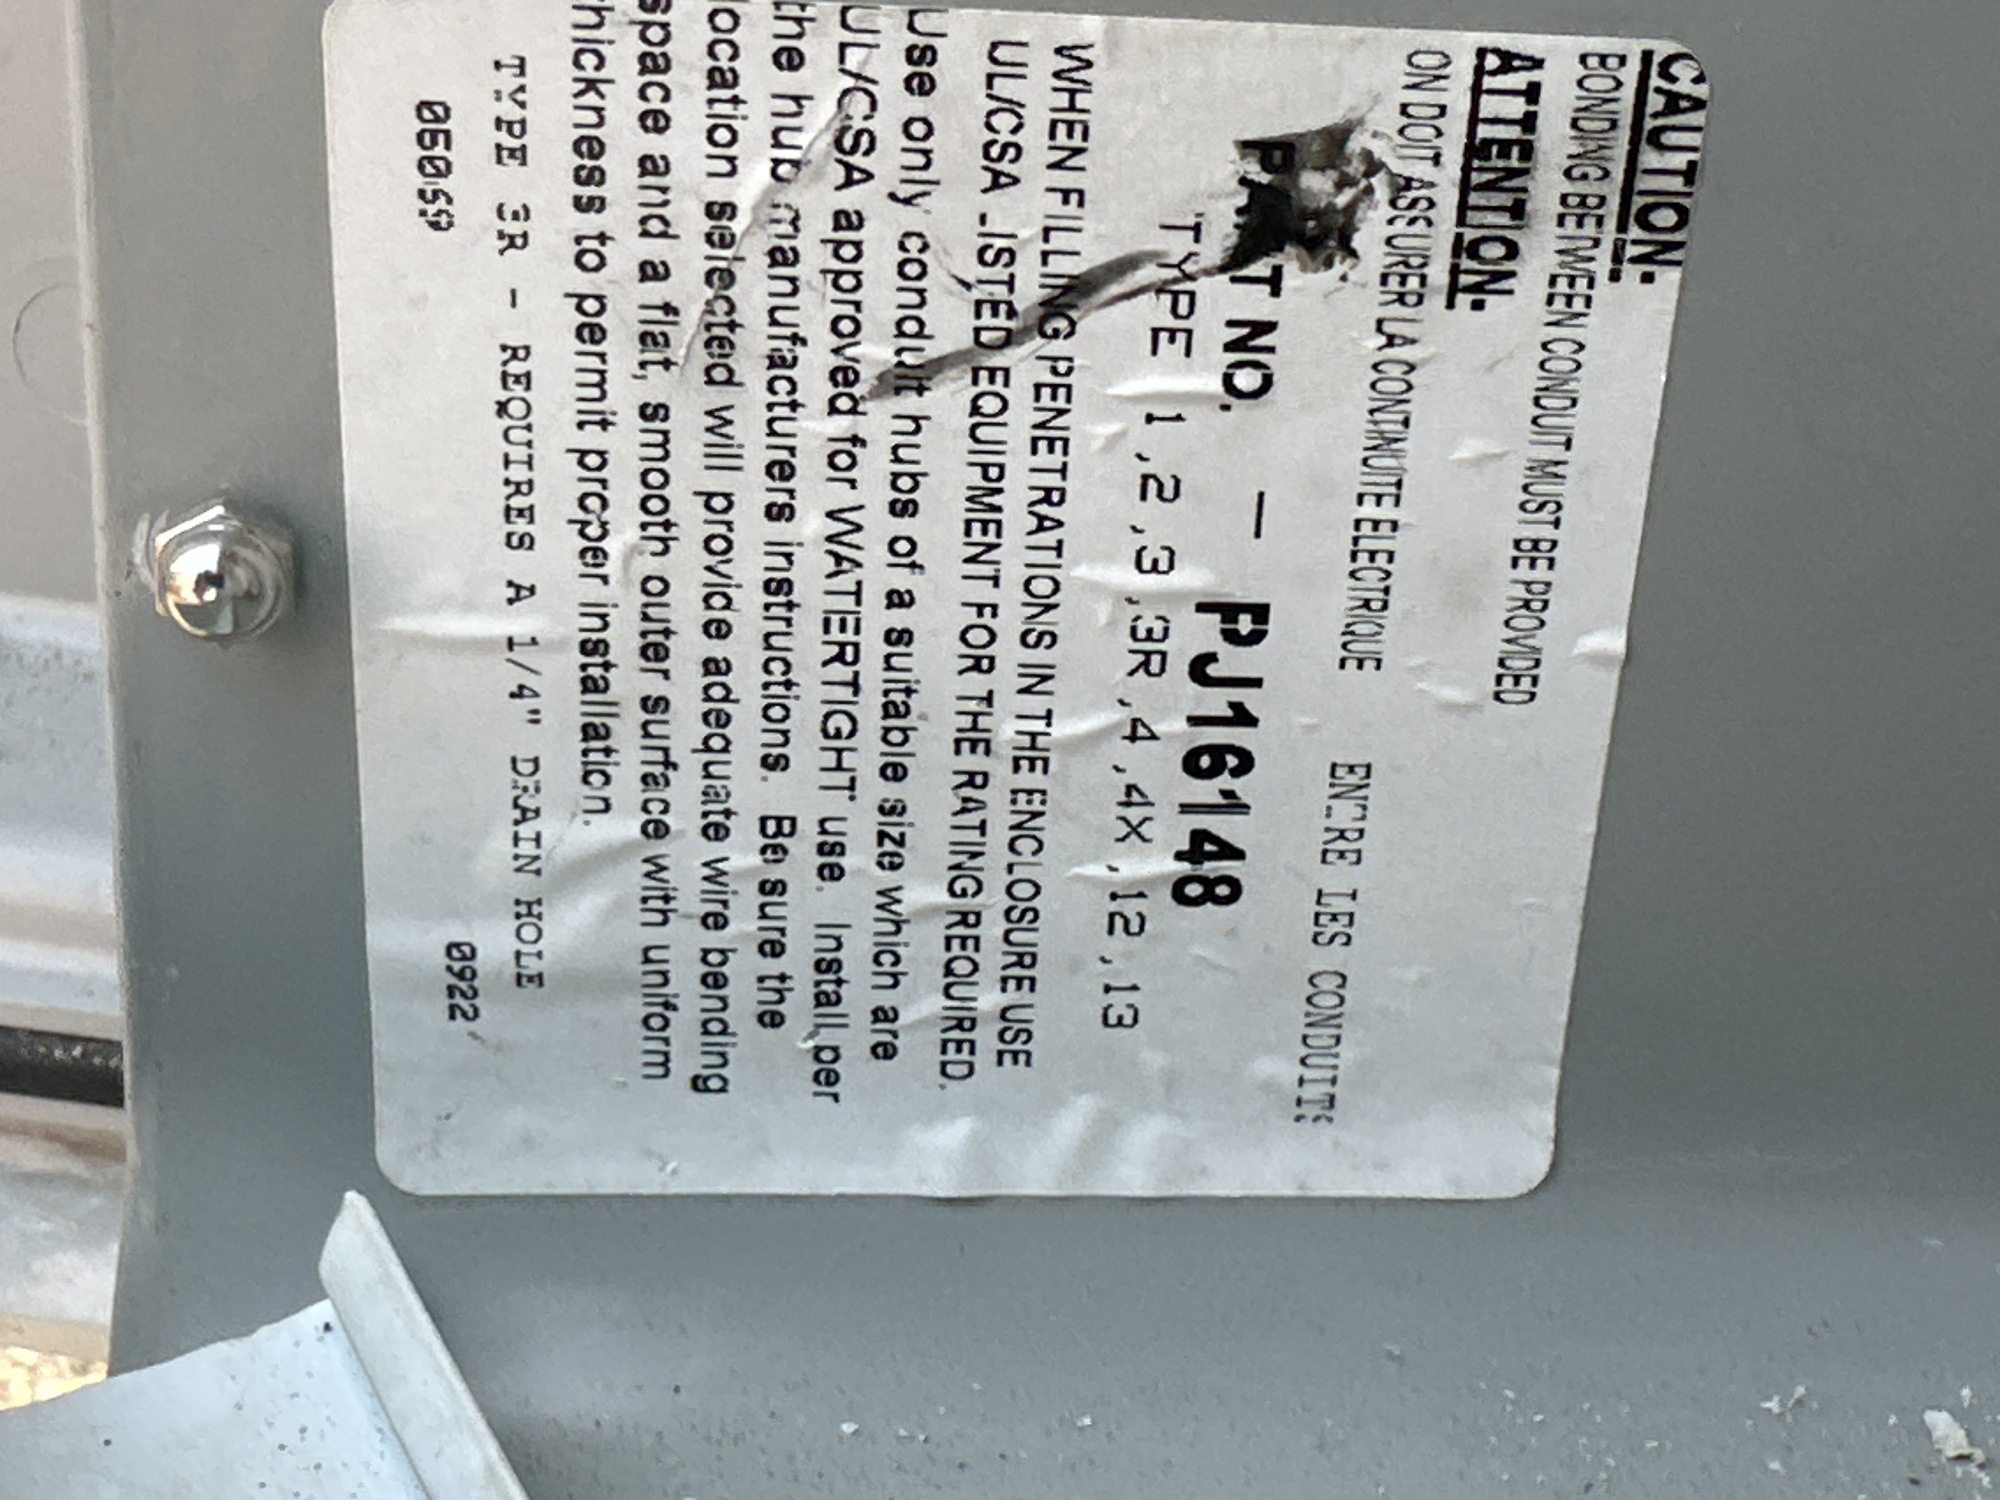 CAUTION:
BONDING BETWEEN CONDUIT MUST BE PROVIDED
ATTENTION:
ON DOIT ASSURER LA CONTINUITE ELECTRIQUE ENTRE LES CONDUITS
PART NO. — PJ16148
TYPE 1,2,3,3R,4,4X,12,13
WHEN FILLING PENETRATIONS IN THE ENCLOSURE USE
UL/CSA LISTED EQUIPMENT FOR THE RATING REQUIRED.
Use only conduit hubs of a suitable size which are
UL/CSA approved for WATERTIGHT use. Install per
the hub manufacturers instructions. Be sure the
location selected will provide adequate wire bending
space and a flat, smooth outer surface with uniform
thickness to permit proper installation.
TYPE 3R - REQUIRES A 1/4" DRAIN HOLE
0922